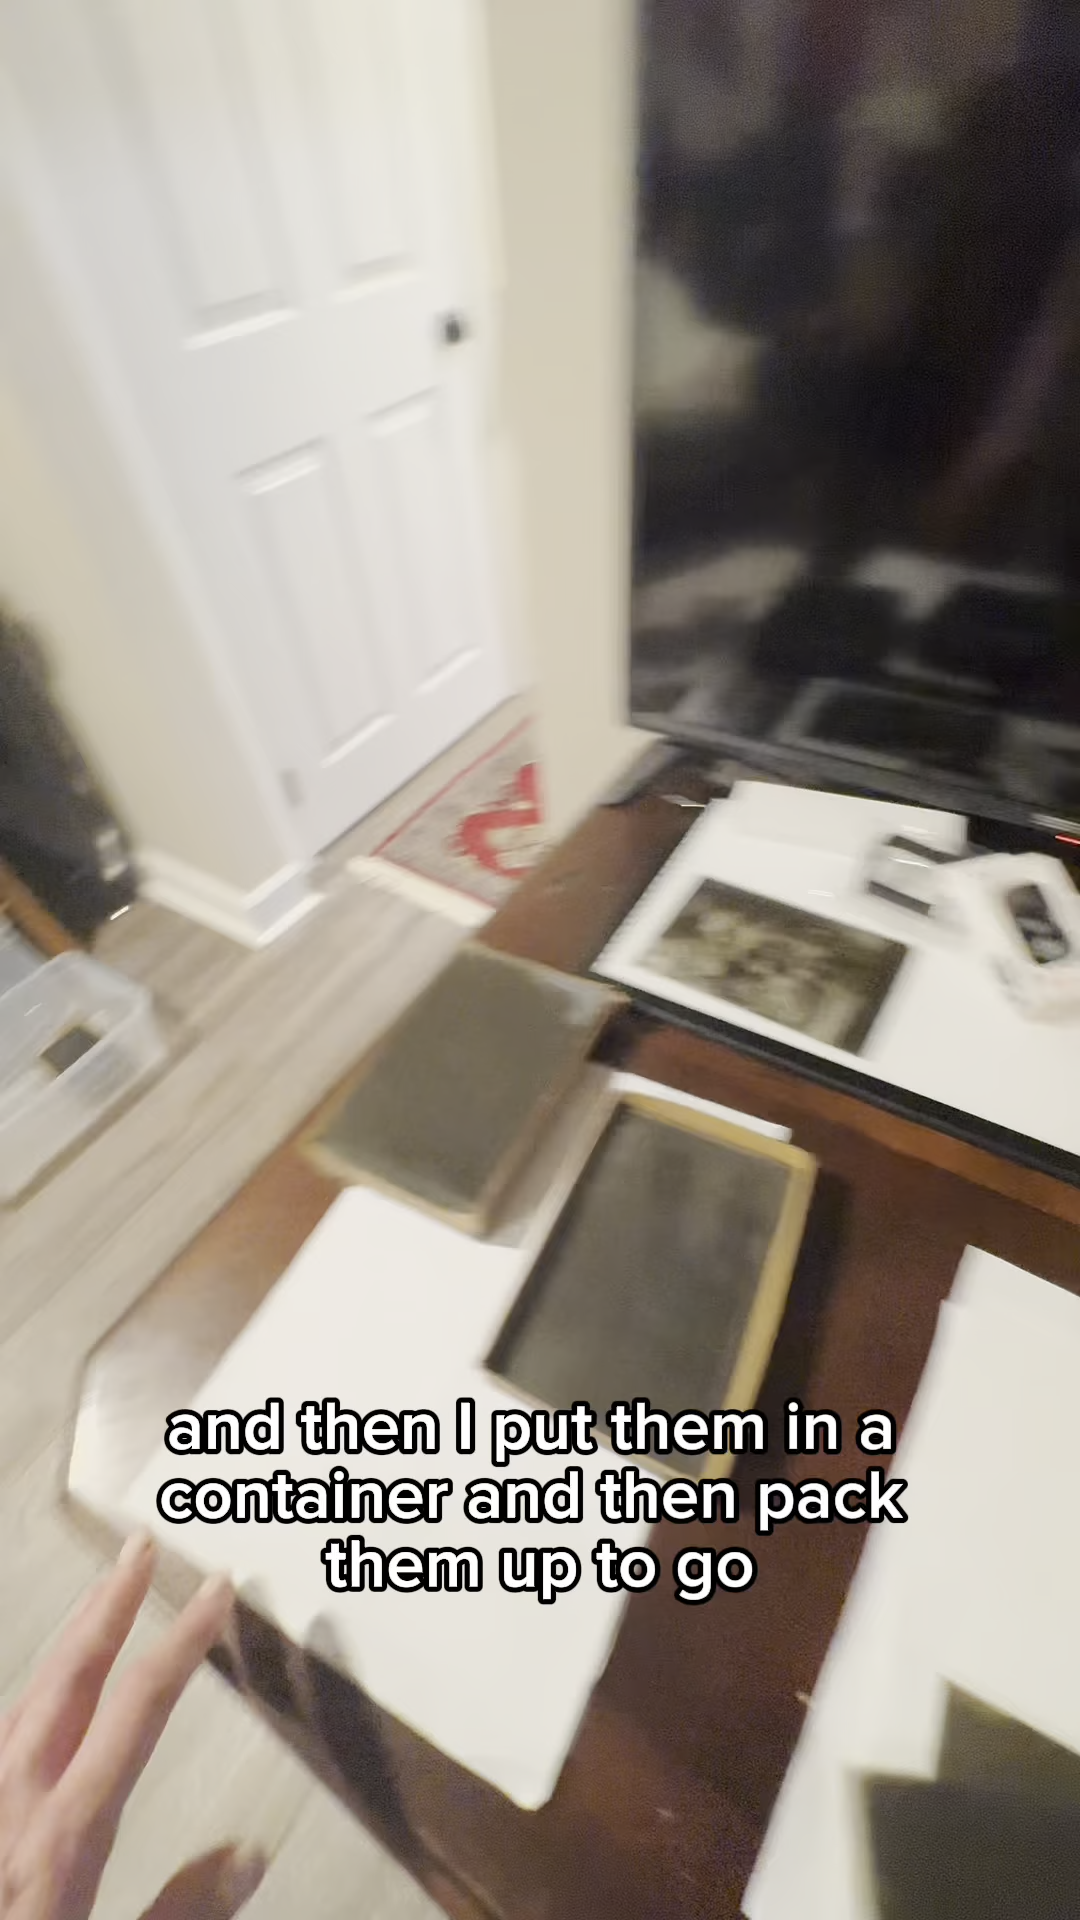 and then I put them in a
container and then pack
them up to go